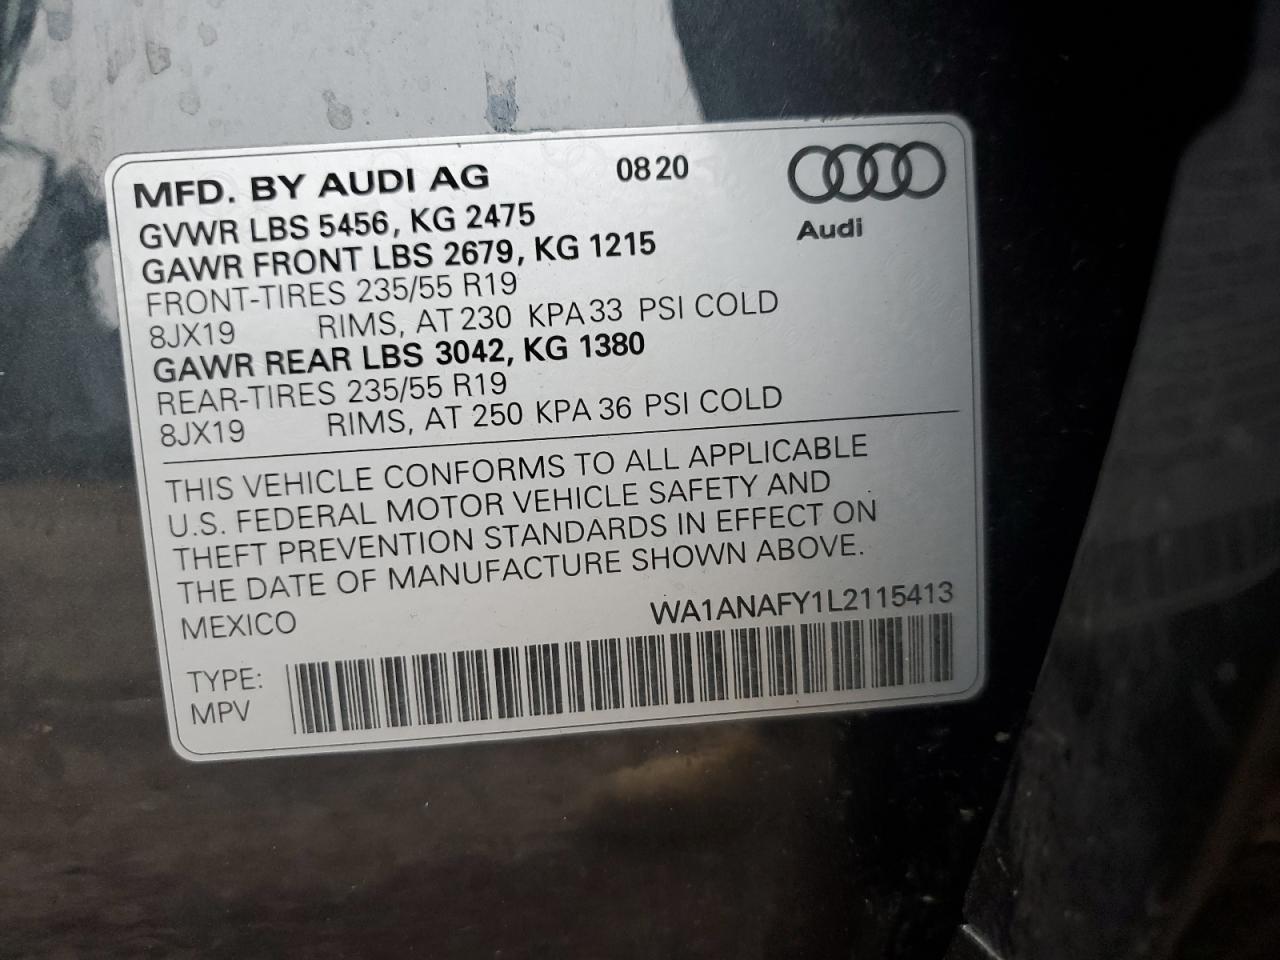 MFD. BY AUDI AG 0820
Audi
GVWR LBS 5456, KG 2475
GAWR FRONT LBS 2679, KG 1215
FRONT-TIRES 235/55 R19
8JX19 RIMS, AT 230 KPA 33 PSI COLD
GAWR REAR LBS 3042, KG 1380
REAR-TIRES 235/55 R19
8JX19 RIMS, AT 250 KPA 36 PSI COLD
THIS VEHICLE CONFORMS TO ALL APPLICABLE
U.S. FEDERAL MOTOR VEHICLE SAFETY AND
THEFT PREVENTION STANDARDS IN EFFECT ON
THE DATE OF MANUFACTURE SHOWN ABOVE.
MEXICO WA1ANAFY1L2115413
TYPE:
MPV